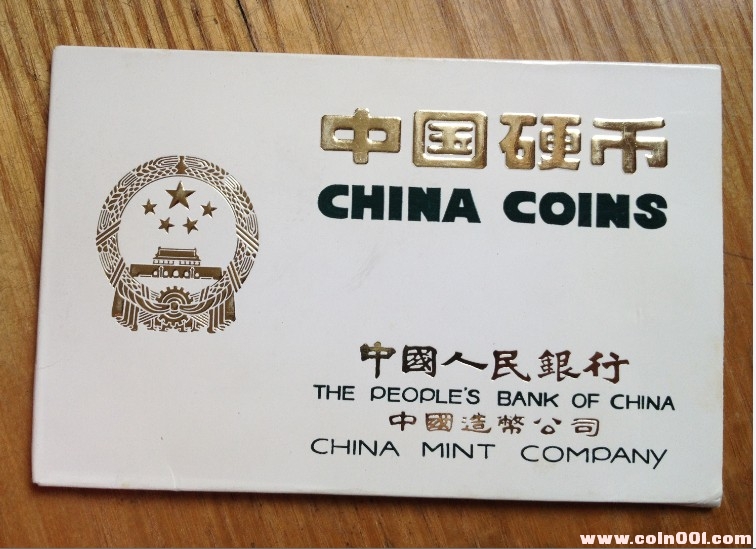 中国硬币
CHINA COINS
中國人民銀行
THE PEOPLE'S BANK OF CHINA
中國造幣公司
CHINA MINT COMPANY
www.coin001.com